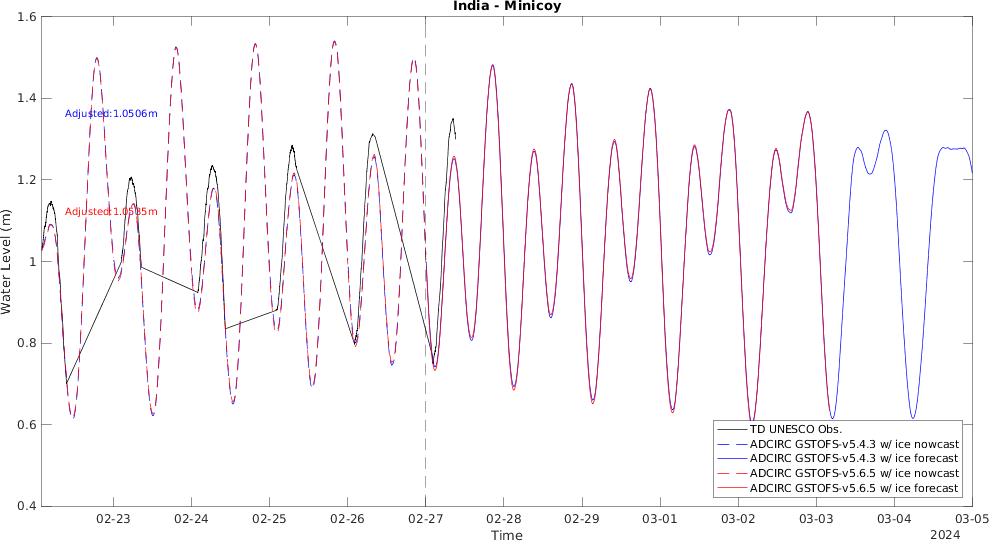 India - Minicoy
1.6
1.4
1.2
1
0.8
0.6
0.4
Water Level (m)
Adjusted:1.0506m
Adjusted:1.0535m
TD UNESCO Obs.
ADCIRC GSTOFS-v5.4.3 w/ ice nowcast
ADCIRC GSTOFS-v5.4.3 w/ ice forecast
ADCIRC GSTOFS-v5.6.5 w/ ice nowcast
ADCIRC GSTOFS-v5.6.5 w/ ice forecast
02-23 02-24 02-25 02-26 02-27 02-28 02-29 03-01 03-02 03-03 03-04 03-05
Time
2024